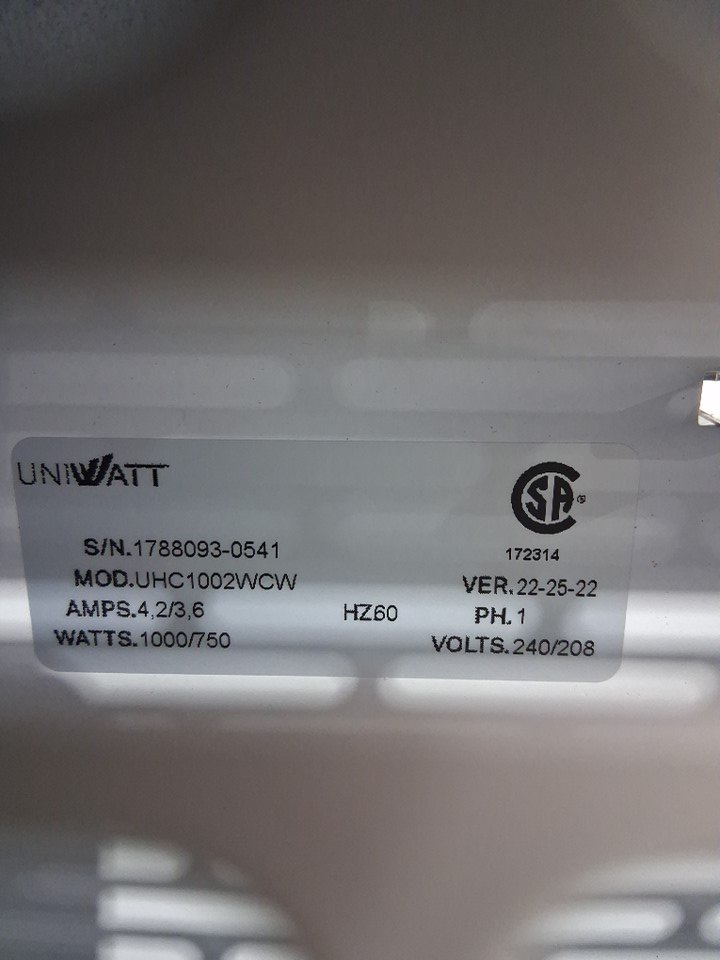 UNIWATT
CSA ®
S/N.1788093-0541
172314
MOD.UHC1002WCW
VER.22-25-22
AMPS.4,2/3,6
HZ60
PH.1
WATTS.1000/750
VOLTS.240/208